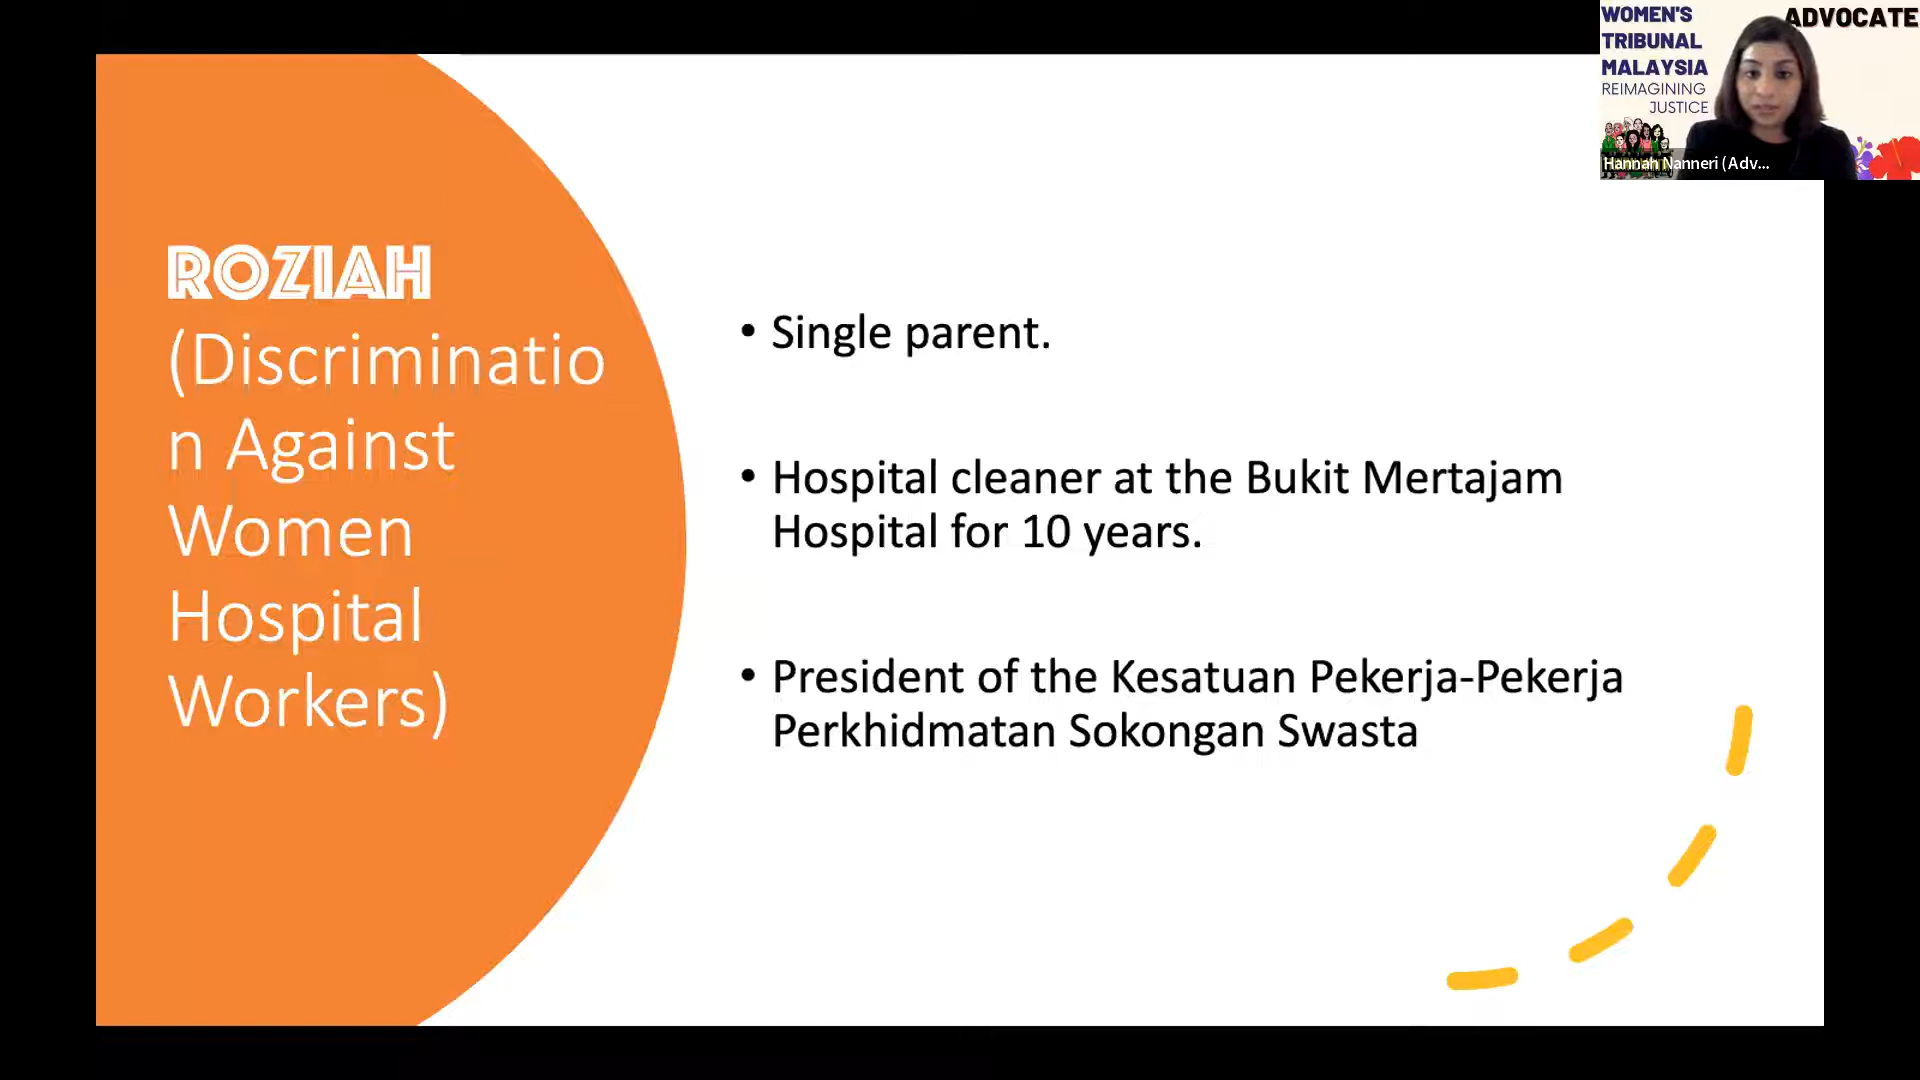 ROZIAH
(Discriminatio
n Against
Women
Hospital
Workers)
• Single parent.
• Hospital cleaner at the Bukit Mertajam
Hospital for 10 years.
• President of the Kesatuan Pekerja-Pekerja
Perkhidmatan Sokongan Swasta
WOMEN'S
TRIBUNAL
MALAYSIA
REIMAGINING
JUSTICE
ADVOCATE
Hannah Nanneri (Adv...